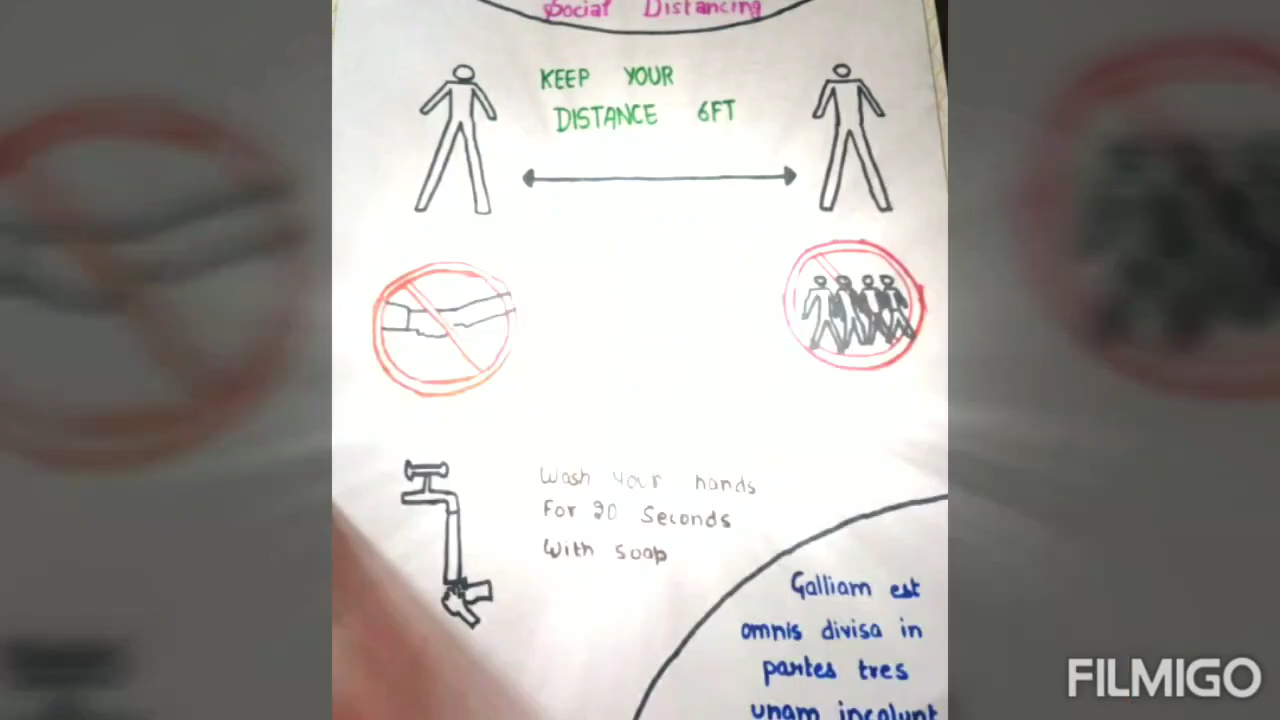 Social Distancing
KEEP YOUR
DISTANCE 6FT
Wash your hands
For 20 Seconds
With soap
Galliam est
omnis divisa in
partes tres
unam incolunt
FILMIGO